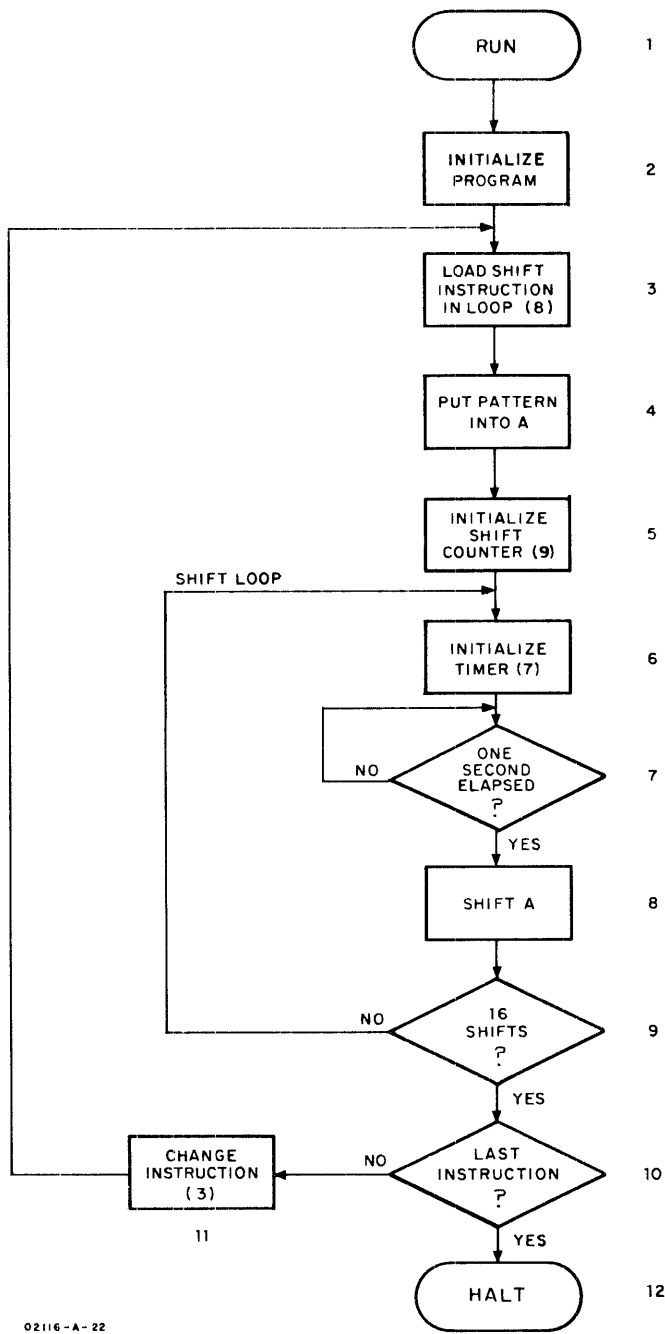 RUN
1
INITIALIZE
PROGRAM
2
LOAD SHIFT
INSTRUCTION
IN LOOP (8)
3
PUT PATTERN
INTO A
4
INITIALIZE
SHIFT
COUNTER (9)
5
SHIFT LOOP
INITIALIZE
TIMER (7)
6
ONE
SECOND
ELAPSED
?
NO
7
YES
SHIFT A
8
16
SHIFTS
?
NO
9
YES
LAST
INSTRUCTION
?
NO
10
CHANGE
INSTRUCTION
(3)
11
YES
HALT
12
02116-A-22